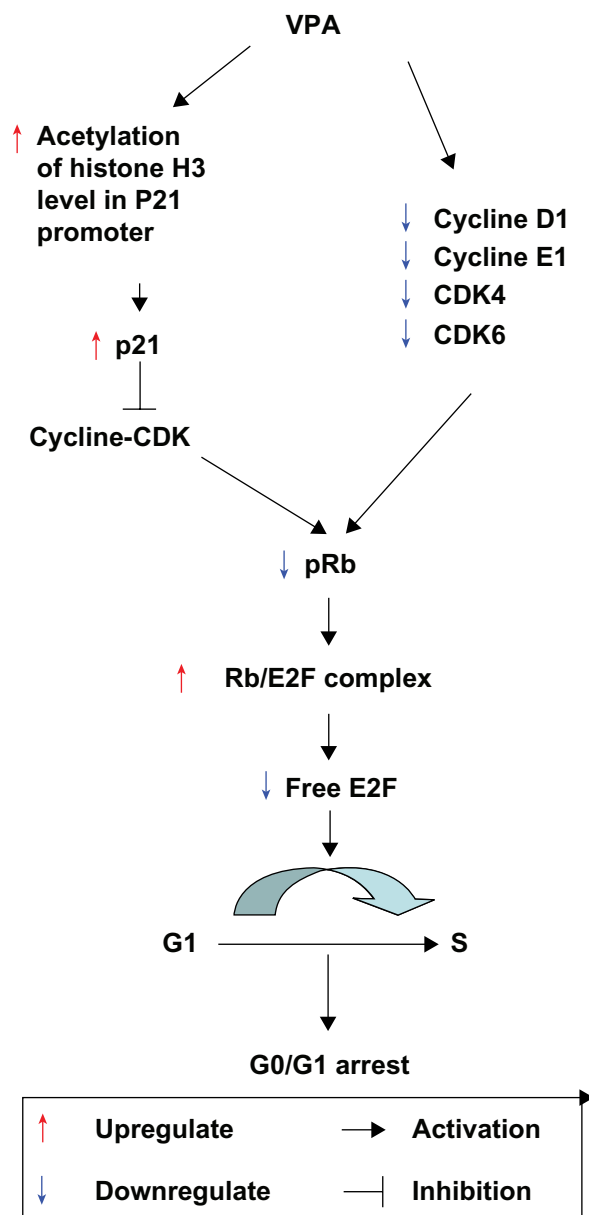 VPA
Acetylation
of histone H3
level in P21
promoter
Cycline D1
Cycline E1
CDK4
CDK6
p21
Cycline-CDK
pRb
Rb/E2F complex
Free E2F
G1 S
G0/G1 arrest
Upregulate Activation
Downregulate Inhibition